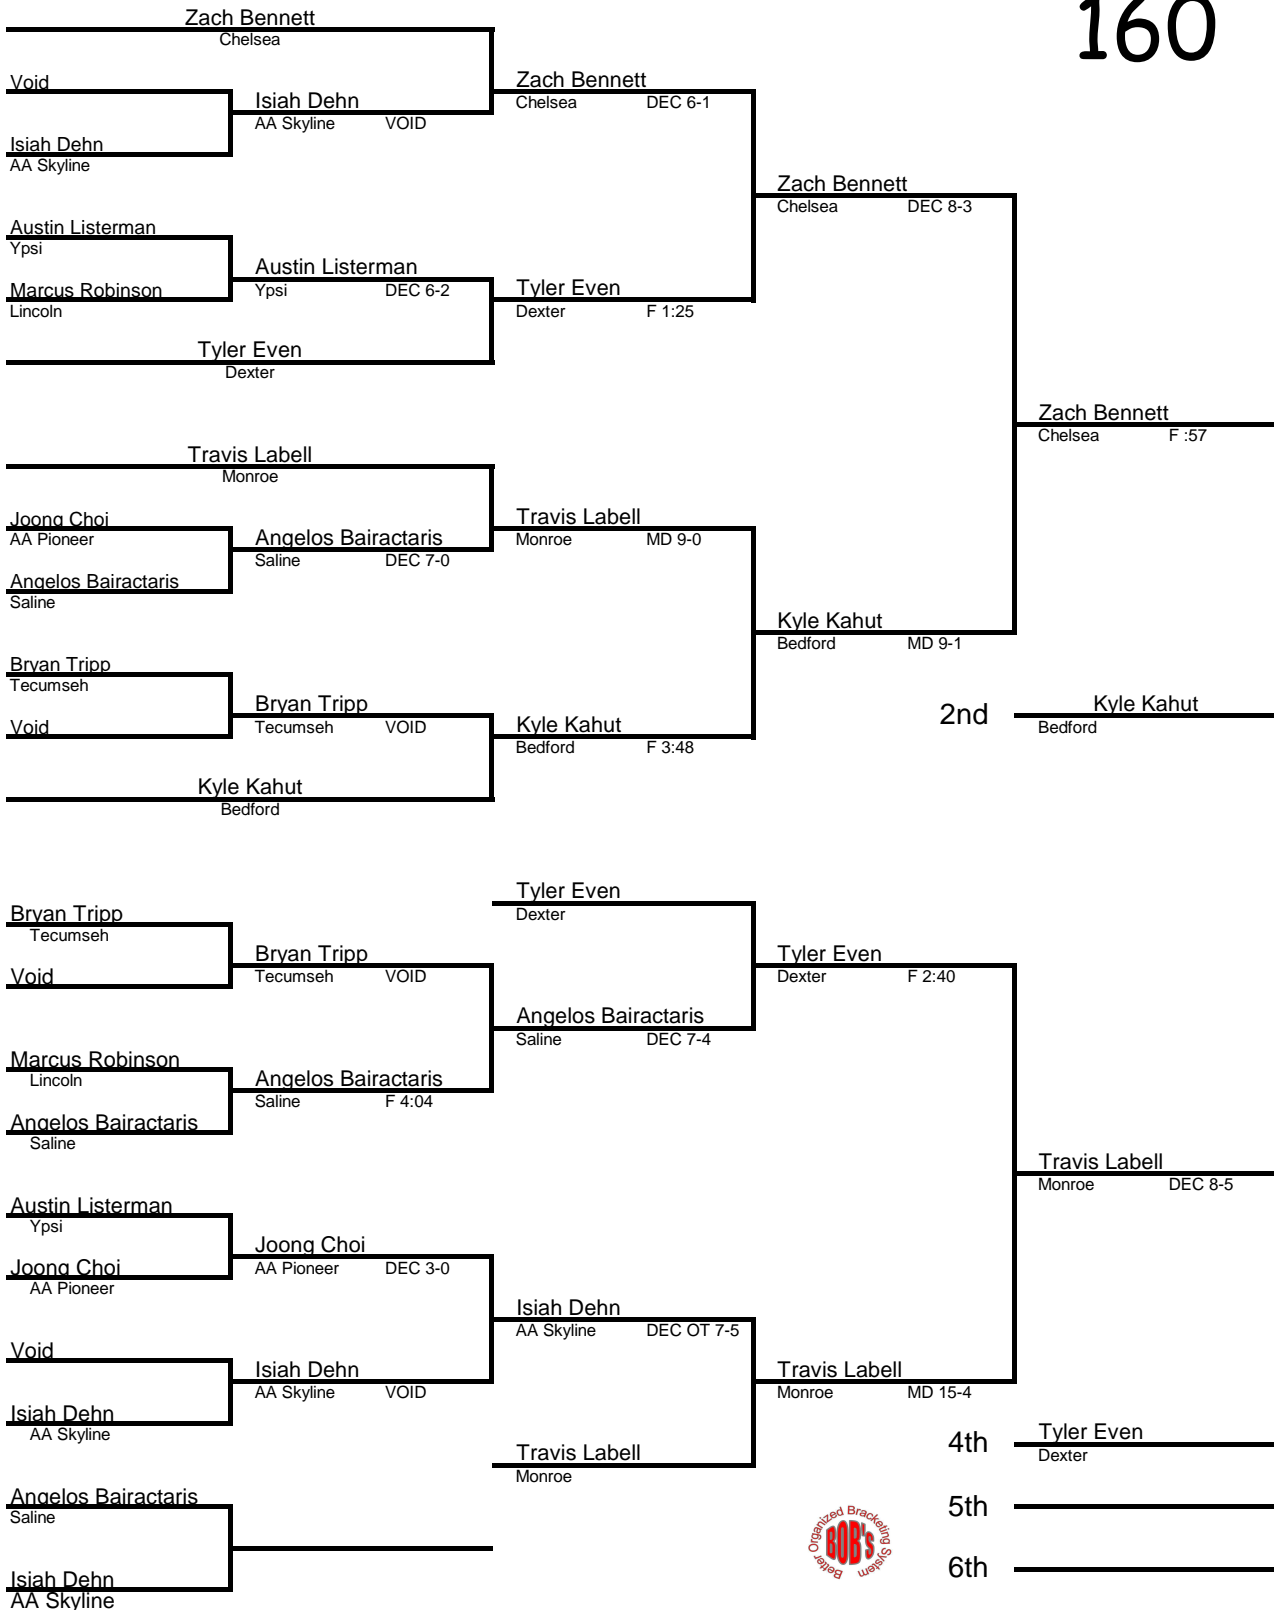 160
Zach Bennett
Chelsea
Void
Isiah Dehn
AA Skyline
Isiah Dehn
AA Skyline VOID
Zach Bennett
Chelsea DEC 6-1
Austin Listerman
Ypsi
Marcus Robinson
Lincoln
Austin Listerman
Ypsi DEC 6-2
Tyler Even
Dexter
Tyler Even
Dexter F 1:25
Zach Bennett
Chelsea DEC 8-3
Travis Labell
Monroe
Joong Choi
AA Pioneer
Angelos Bairactaris
Saline
Angelos Bairactaris
Saline DEC 7-0
Travis Labell
Monroe MD 9-0
Bryan Tripp
Tecumseh
Void
Bryan Tripp
Tecumseh VOID
Kyle Kahut
Bedford
Kyle Kahut
Bedford F 3:48
Kyle Kahut
Bedford MD 9-1
Zach Bennett
Chelsea F :57
2nd Kyle Kahut
Bedford
Bryan Tripp
Tecumseh
Void
Bryan Tripp
Tecumseh VOID
Marcus Robinson
Lincoln
Angelos Bairactaris
Saline
Angelos Bairactaris
Saline F 4:04
Tyler Even
Dexter
Angelos Bairactaris
Saline DEC 7-4
Tyler Even
Dexter F 2:40
Austin Listerman
Ypsi
Joong Choi
AA Pioneer
Joong Choi
AA Pioneer DEC 3-0
Void
Isiah Dehn
AA Skyline
Isiah Dehn
AA Skyline VOID
Isiah Dehn
AA Skyline DEC OT 7-5
Travis Labell
Monroe
Travis Labell
Monroe MD 15-4
Travis Labell
Monroe DEC 8-5
4th Tyler Even
Dexter
Angelos Bairactaris
Saline
Isiah Dehn
AA Skyline
5th
6th
Better Organized Bracketing System
BOB's